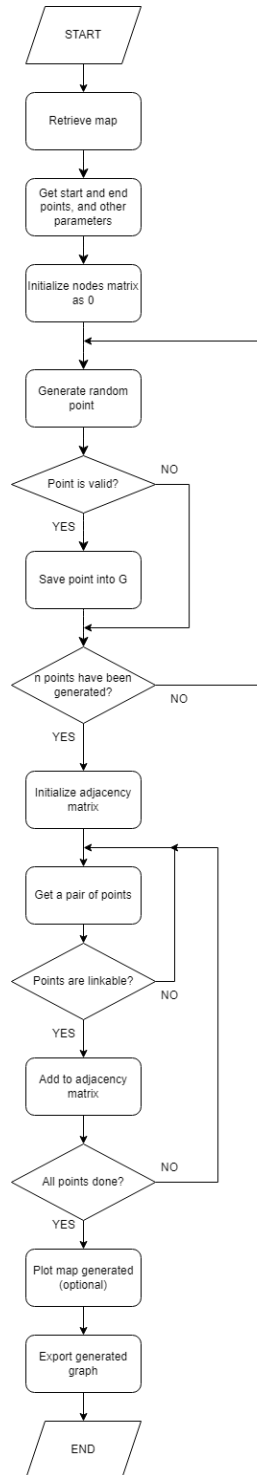 START
Retrieve map
Get start and end
points, and other
parameters
Initialize nodes matrix
as 0
Generate random
point
Point is valid?
NO
YES
Save point into G
n points have been
generated?
NO
YES
Initialize adjacency
matrix
Get a pair of points
Points are linkable?
NO
YES
Add to adjacency
matrix
All points done?
NO
YES
Plot map generated
(optional)
Export generated
graph
END